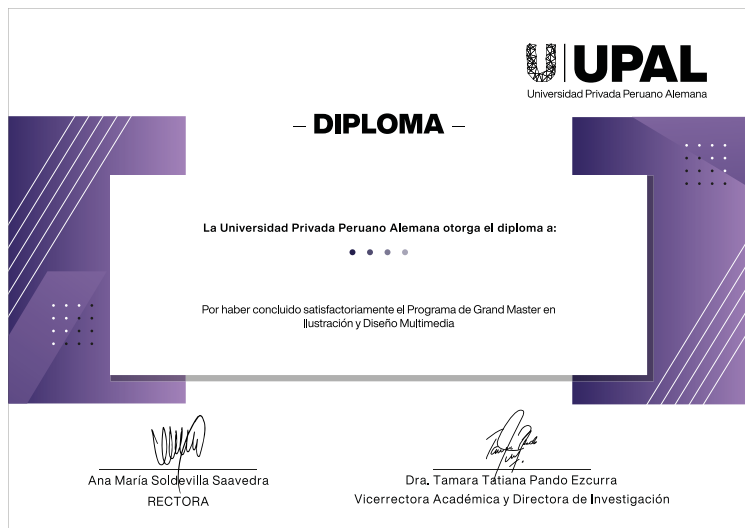 UPAL
Universidad Privada Peruano Alemana
– DIPLOMA –
La Universidad Privada Peruano Alemana otorga el diploma a:
Por haber concluido satisfactoriamente el Programa de Grand Master en
Ilustración y Diseño Multimedia
Ana María Soldevilla Saavedra
RECTORA
Dra. Tamara Tatiana Pando Ezcurra
Vicerrectora Académica y Directora de Investigación